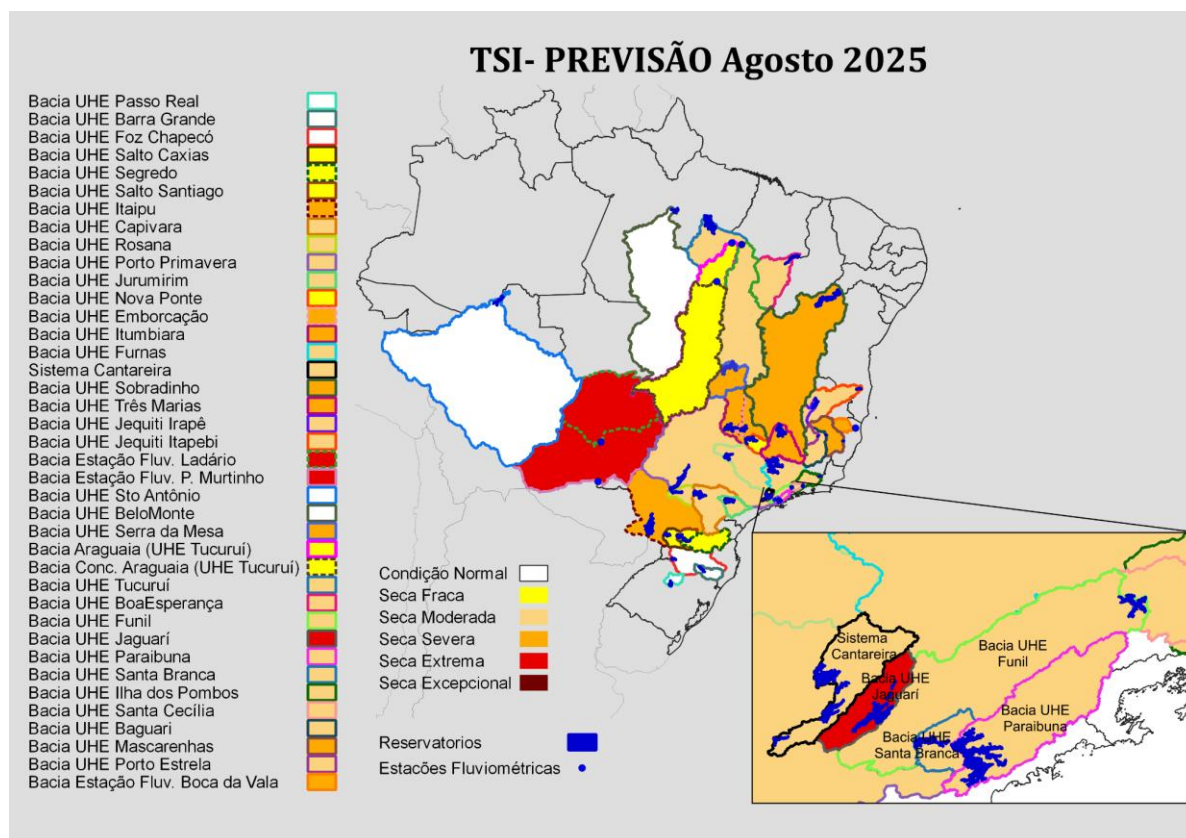 TSI- PREVISÃO Agosto 2025
Bacia UHE Passo Real
Bacia UHE Barra Grande
Bacia UHE Foz Chapecó
Bacia UHE Salto Caxias
Bacia UHE Segredo
Bacia UHE Salto Santiago
Bacia UHE Itaipu
Bacia UHE Capivara
Bacia UHE Rosana
Bacia UHE Porto Primavera
Bacia UHE Jurumirim
Bacia UHE Nova Ponte
Bacia UHE Emborcação
Bacia UHE Itumbiara
Bacia UHE Furnas
Sistema Cantareira
Bacia UHE Sobradinho
Bacia UHE Três Marias
Bacia UHE Jequiti Irapê
Bacia UHE Jequiti Itapebi
Bacia Estação Fluv. Ladário
Bacia Estação Fluv. P. Murtinho
Bacia UHE Sto Antônio
Bacia UHE BeloMonte
Bacia UHE Serra da Mesa
Bacia Araguaia (UHE Tucuruí)
Bacia Conc. Araguaia (UHE Tucuruí)
Bacia UHE Tucuruí
Bacia UHE BoaEsperança
Bacia UHE Funil
Bacia UHE Jaguarí
Bacia UHE Paraibuna
Bacia UHE Santa Branca
Bacia UHE Ilha dos Pombos
Bacia UHE Santa Cecília
Bacia UHE Baguari
Bacia UHE Mascarenhas
Bacia UHE Porto Estrela
Bacia Estação Fluv. Boca da Vala
Condição Normal
Seca Fraca
Seca Moderada
Seca Severa
Seca Extrema
Seca Excepcional
Reservatorios
Estacões Fluviométricas
Sistema
Cantareira
Bacia UHE
Jaguarí
Bacia UHE
Funil
Bacia UHE
Paraibuna
Bacia UHE
Santa Branca